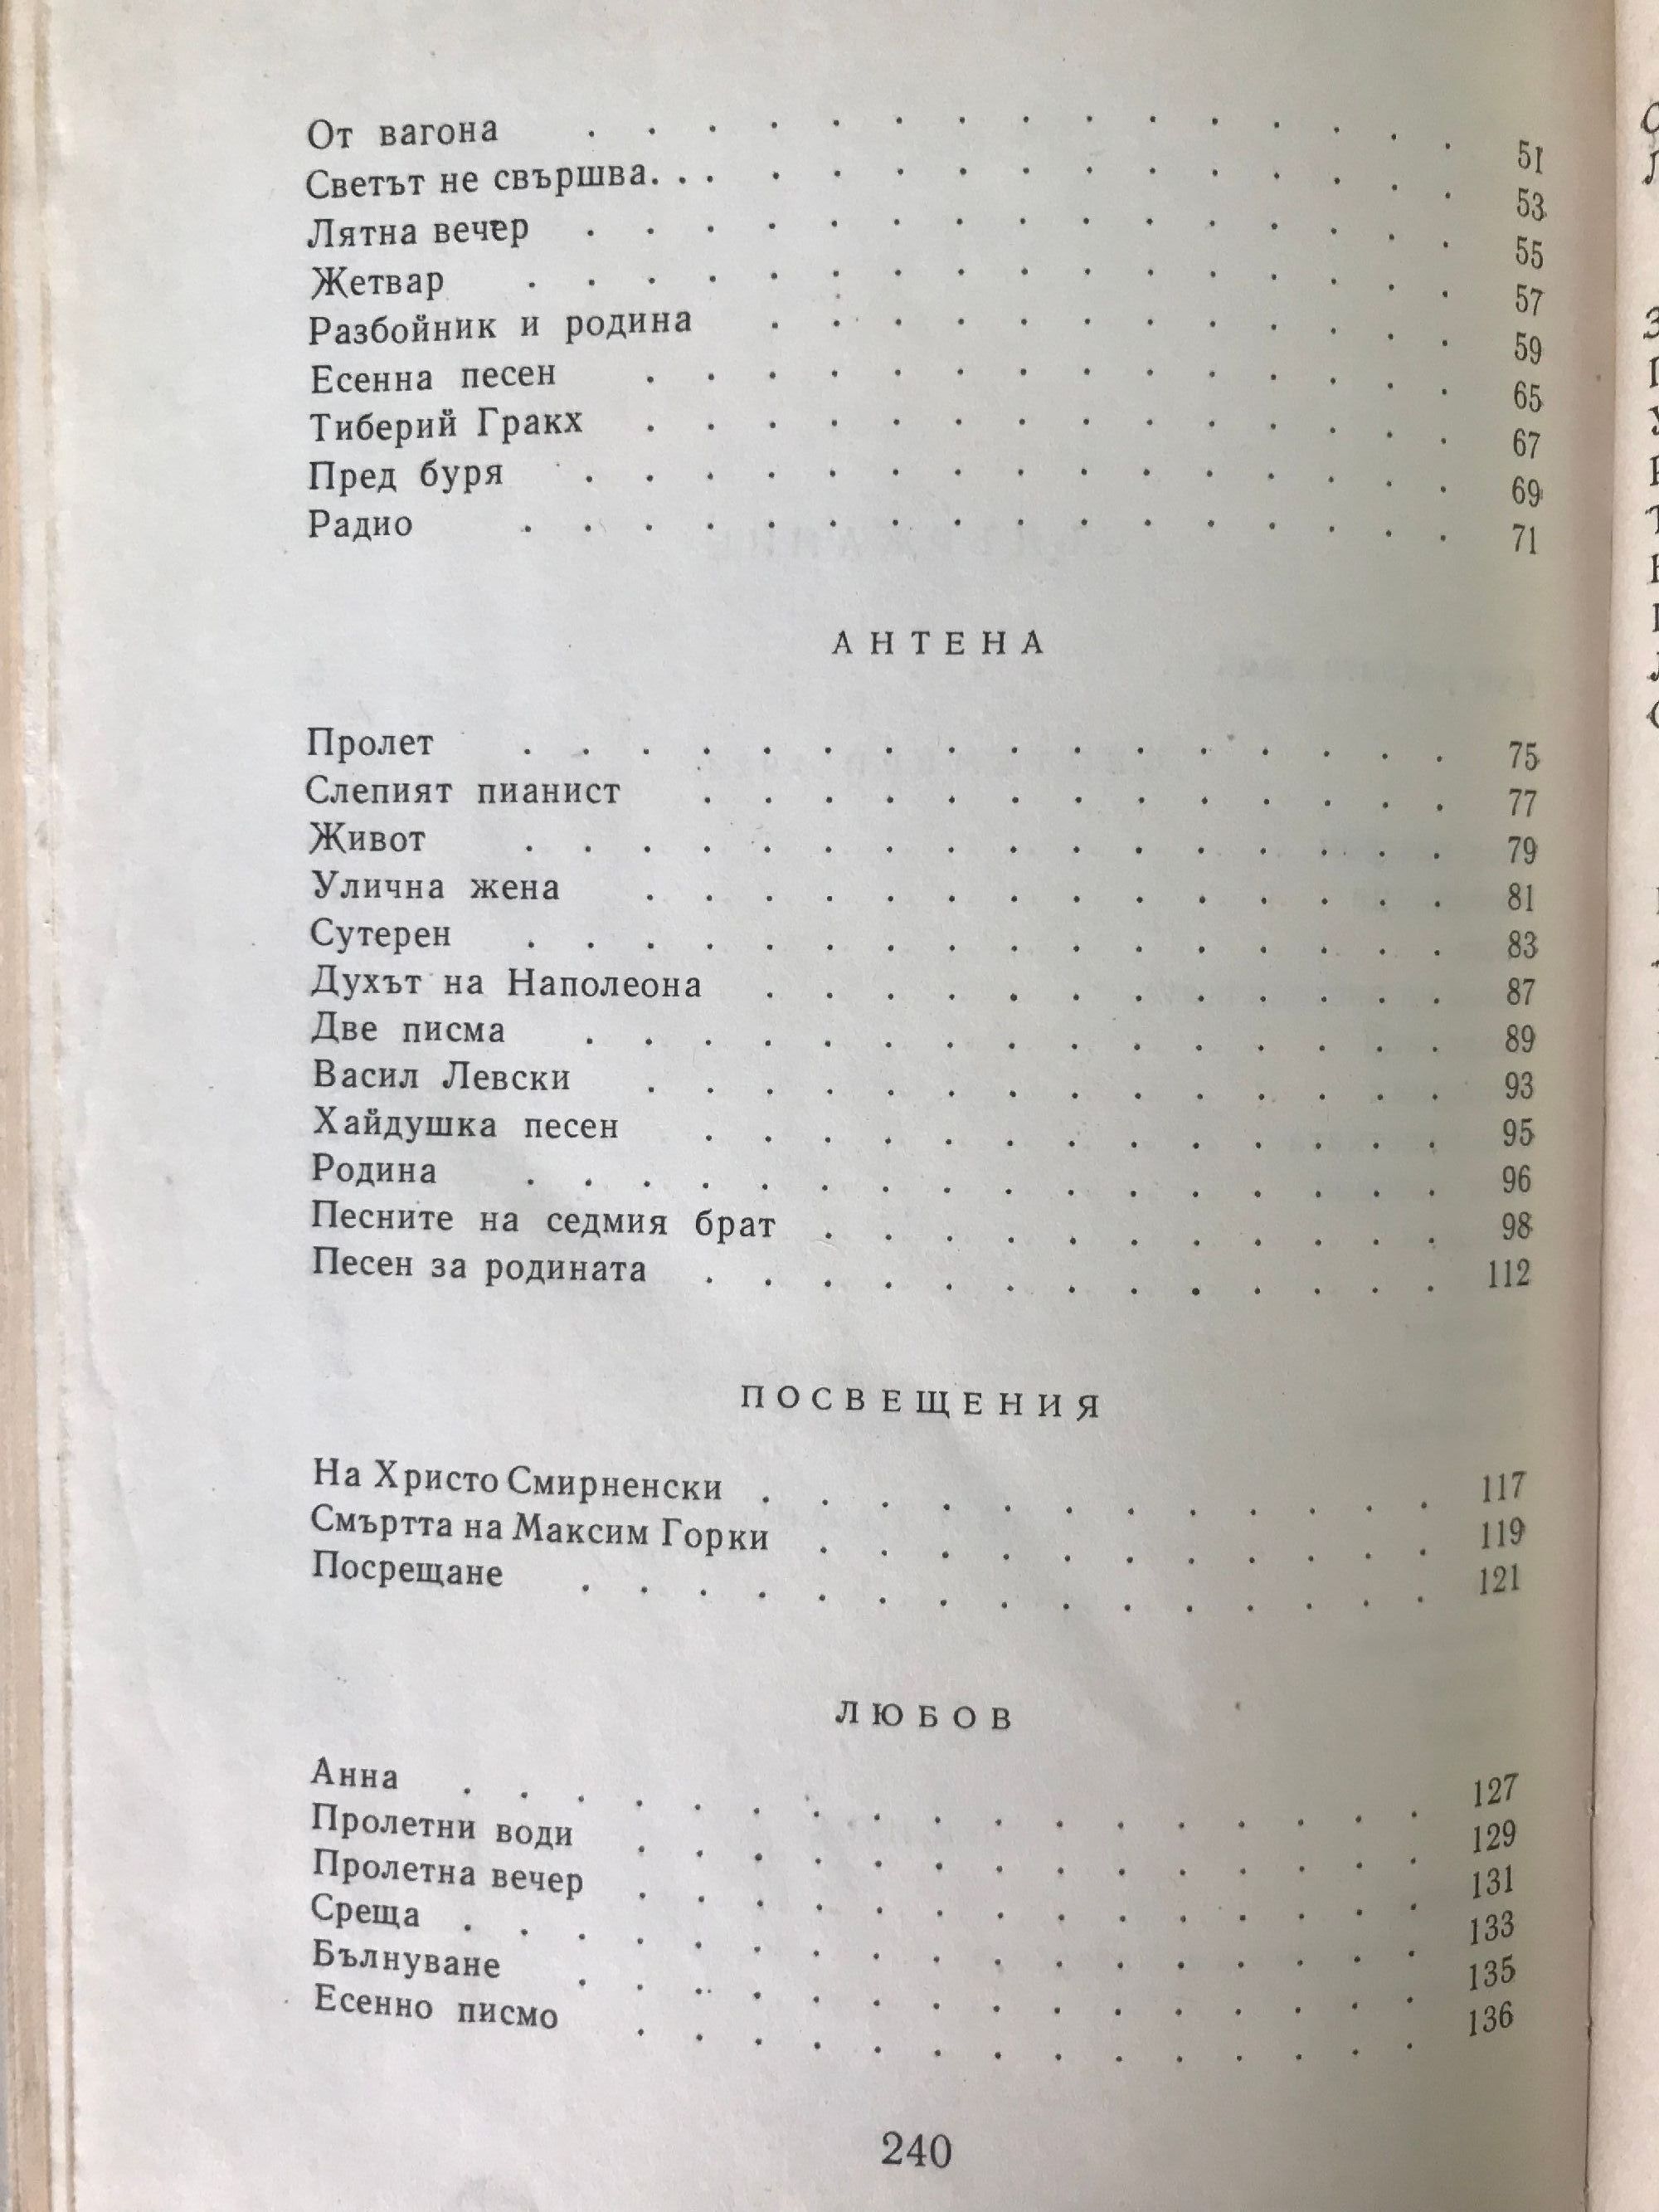 От вагона . . . . . . . . . . . . . . . 51
Светът не свършва. . . . . . . . . . . . . . . 53
Лятна вечер . . . . . . . . . . . . . . . 55
Жетвар . . . . . . . . . . . . . . . . 57
Разбойник и родина . . . . . . . . . . . . 59
Есенна песен . . . . . . . . . . . . . . 65
Тиберий Гракх . . . . . . . . . . . . . . 67
Пред буря . . . . . . . . . . . . . . . 69
Радио . . . . . . . . . . . . . . . . 71
АНТЕНА
Пролет . . . . . . . . . . . . . . . . 75
Слепият пианист . . . . . . . . . . . . . 77
Живот . . . . . . . . . . . . . . . . 79
Улична жена . . . . . . . . . . . . . . 81
Сутерен . . . . . . . . . . . . . . . . 83
Духът на Наполеона . . . . . . . . . . . . 87
Две писма . . . . . . . . . . . . . . . 89
Васил Левски . . . . . . . . . . . . . . 93
Хайдушка песен . . . . . . . . . . . . . 95
Родина . . . . . . . . . . . . . . . . 96
Песните на седмия брат . . . . . . . . . . . 98
Песен за родината . . . . . . . . . . . . . 112
ПОСВЕЩЕНИЯ
На Христо Смирненски . . . . . . . . . . . . 117
Смъртта на Максим Горки . . . . . . . . . . . 119
Посрещане . . . . . . . . . . . . . . . 121
ЛЮБОВ
Анна . . . . . . . . . . . . . . . . . 127
Пролетни води . . . . . . . . . . . . . . 129
Пролетна вечер . . . . . . . . . . . . . . 131
Среща . . . . . . . . . . . . . . . . . 133
Бълнуване . . . . . . . . . . . . . . . 135
Есенно писмо . . . . . . . . . . . . . . 136
240